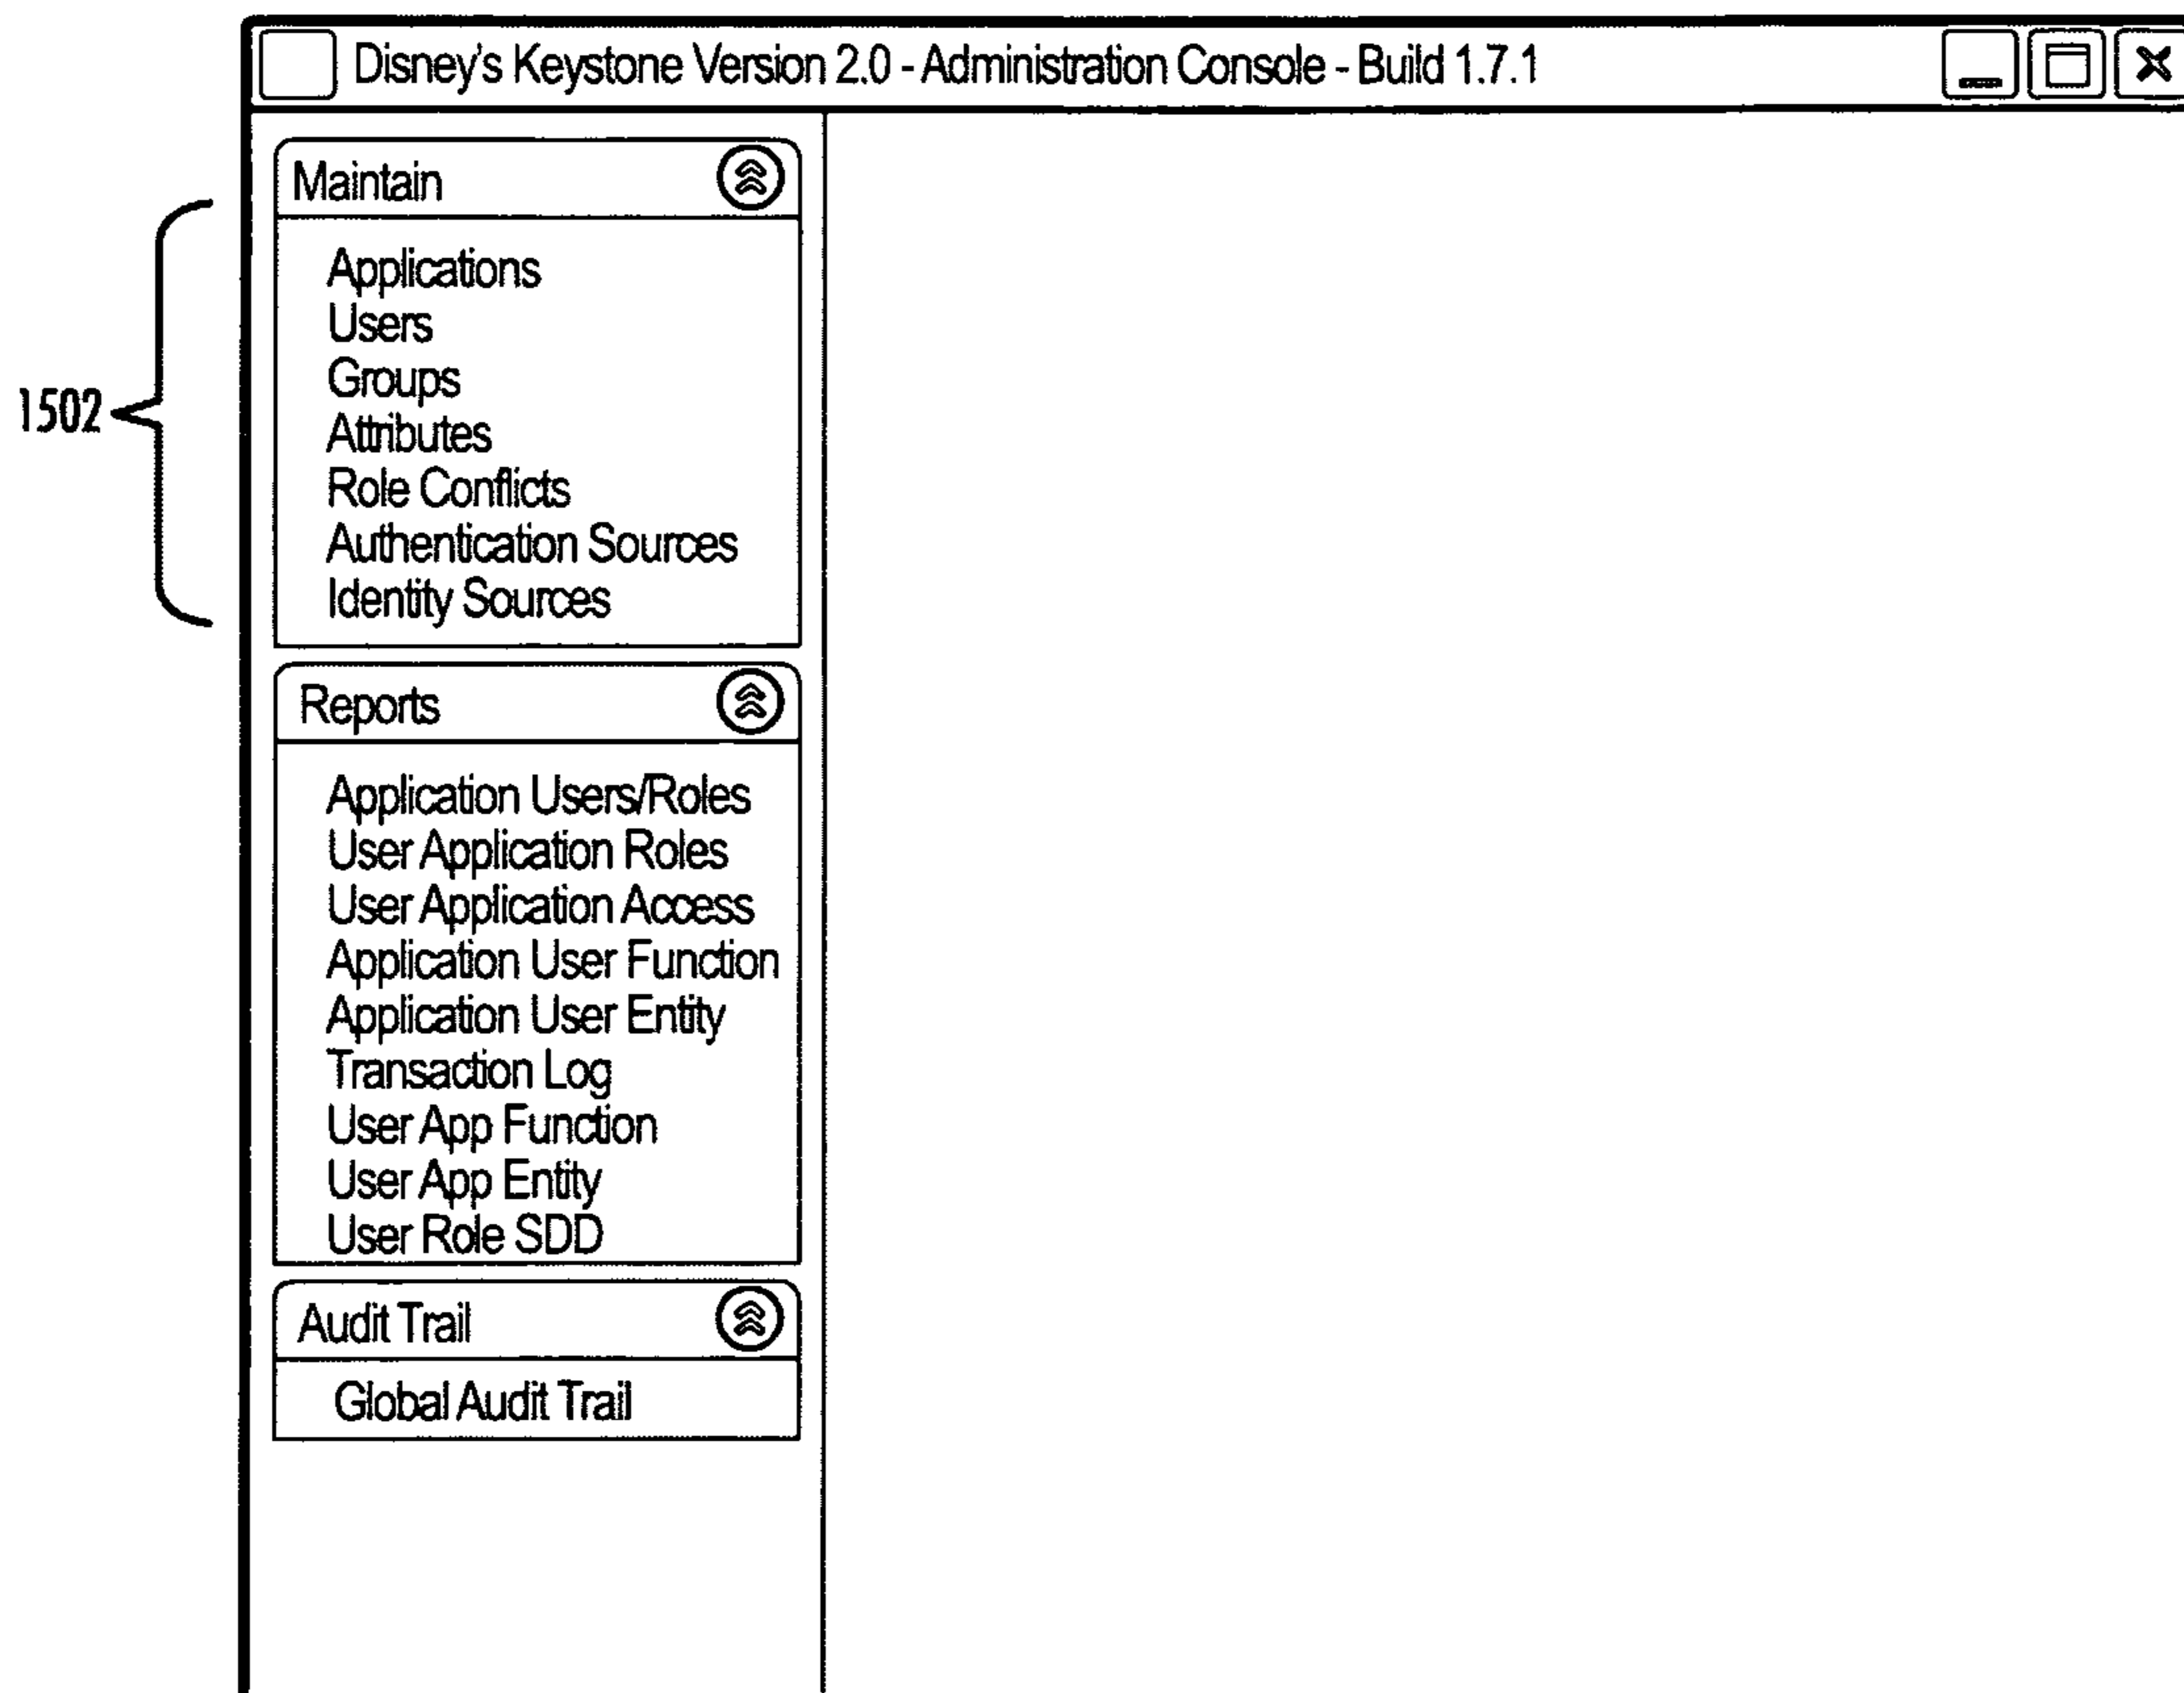 Disney's Keystone Version 2.0 - Administration Console - Build 1.7.1
Maintain
Applications
Users
Groups
Attributes
Role Conflicts
Authentication Sources
Identity Sources
1502
Reports
Application Users/Roles
User Application Roles
User Application Access
Application User Function
Application User Entity
Transaction Log
User App Function
User App Entity
User Role SDD
Audit Trail
Global Audit Trail